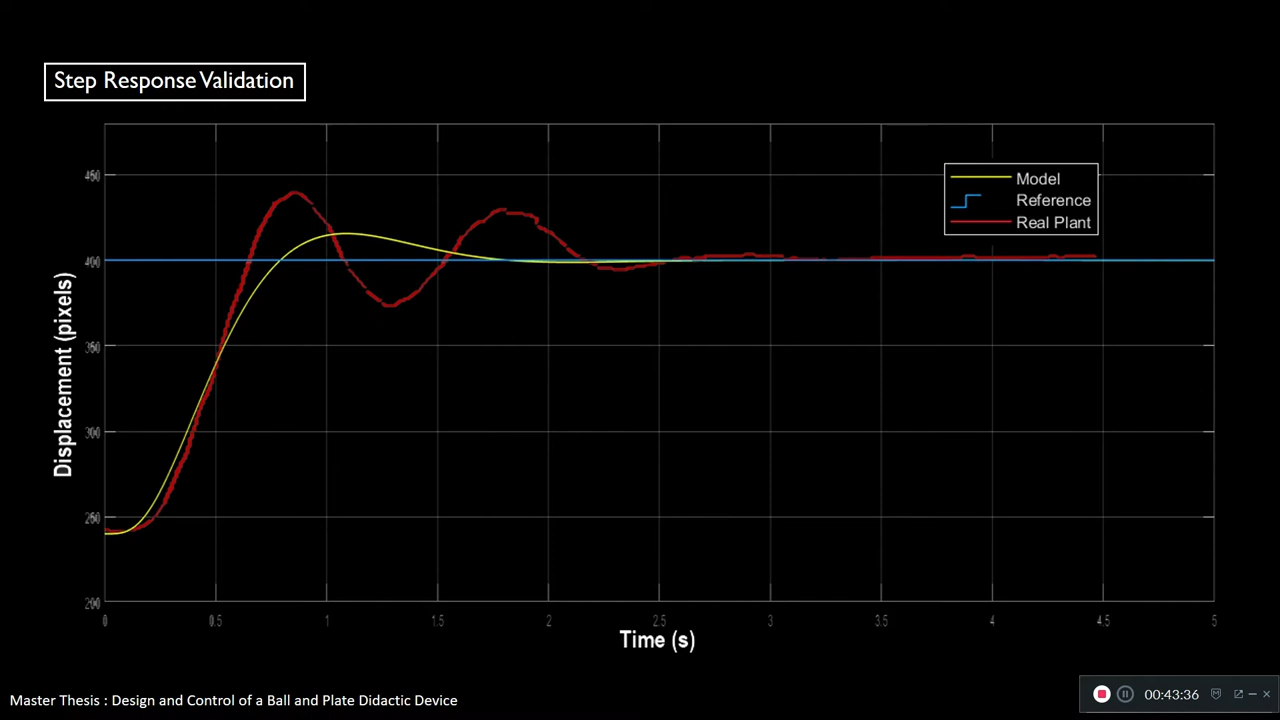 Step Response Validation
450
400
350
300
250
200
Displacement (pixels)
Model
Reference
Real Plant
0 0.5 1 1.5 2 2.5 3 3.5 4 4.5 5
Time (s)
Master Thesis : Design and Control of a Ball and Plate Didactic Device
00:43:36